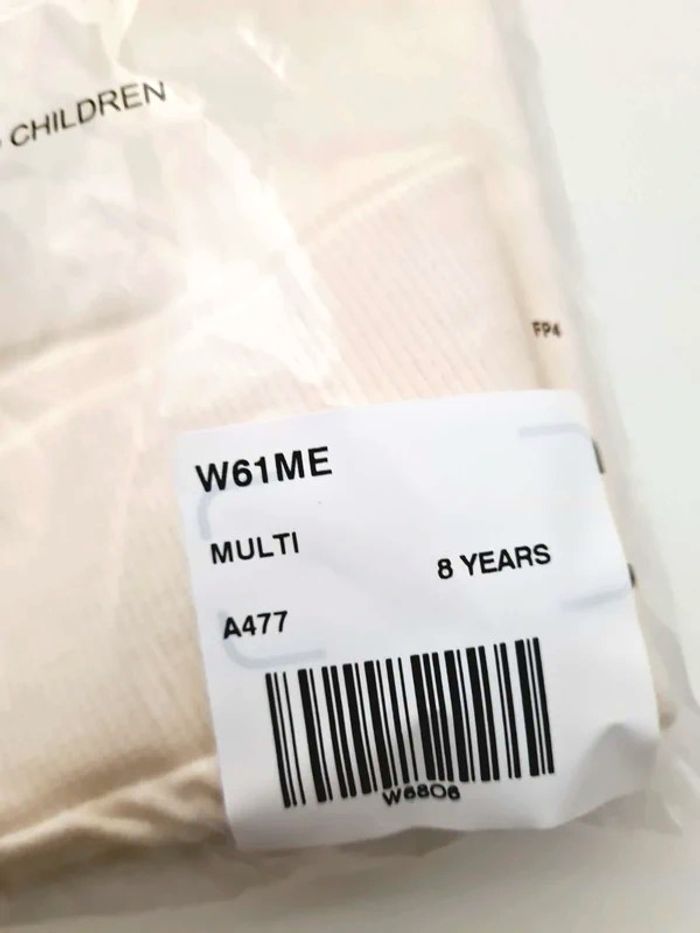 CHILDREN
FP4
W61ME
MULTI
8 YEARS
A477
W6806